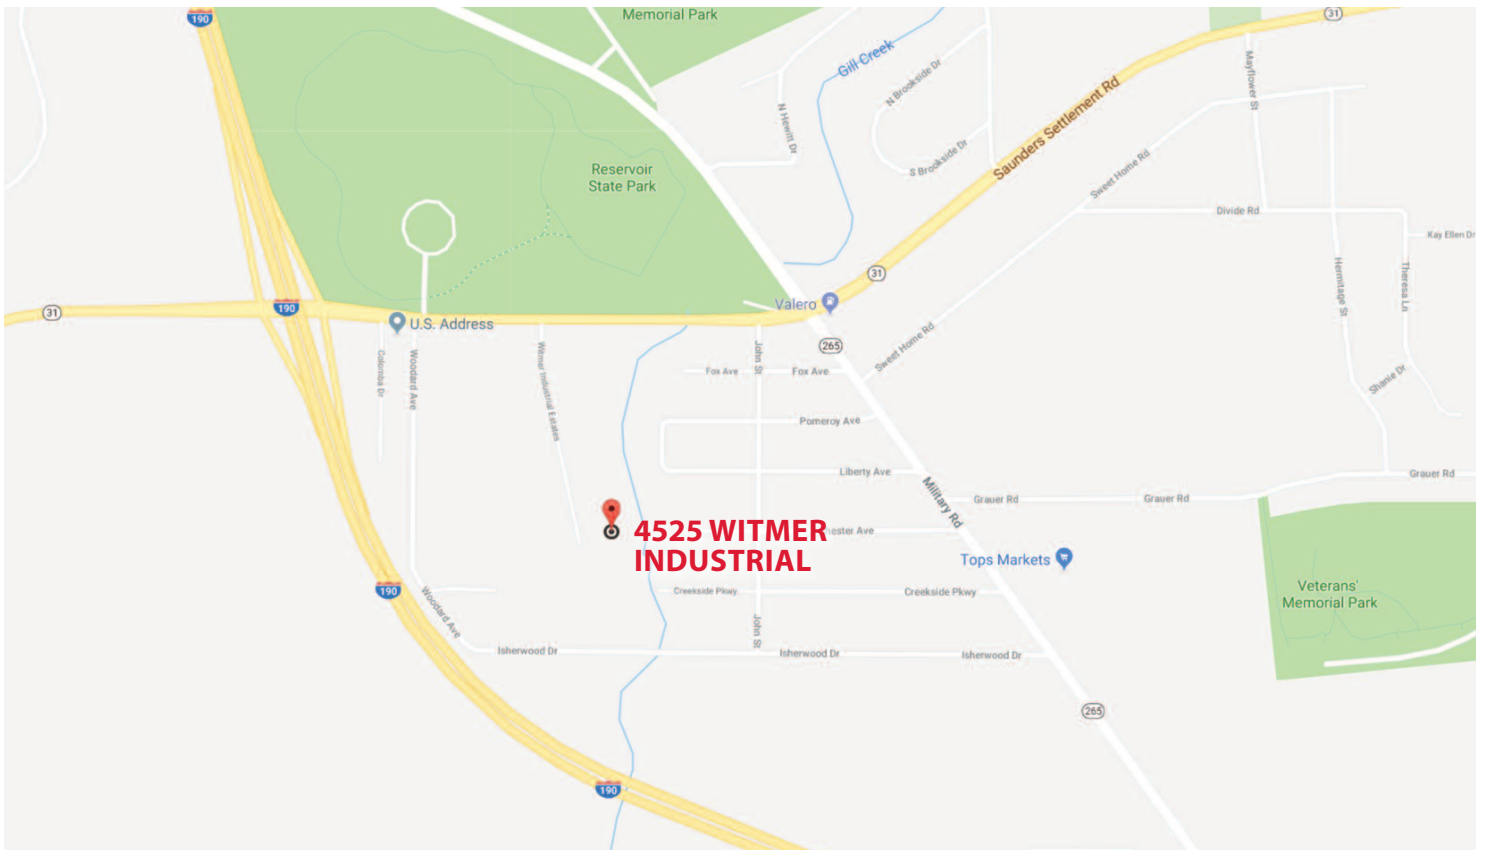 190
Memorial Park
31
Gill Creek
N Brookside Dr
Mayflower St
Saunders Settlement Rd
N Hewitt Dr
S Brookside Dr
Sweet Home Rd
Reservoir
State Park
Divide Rd
Kay Ellen Dr
31
Hermitage St
Theresa Ln
190
Valero
31
U.S. Address
265
Sweet Home Rd
Colomba Dr
Woodard Ave
Witmer Industrial Estates
John St
Fox Ave
Fox Ave
Shanie Dr
Pomeroy Ave
Liberty Ave
Grauer Rd
Military Rd
Grauer Rd
Grauer Rd
4525 WITMER
INDUSTRIAL
Ave
Tops Markets
190
Woodard Ave
Creekside Pkwy
Creekside Pkwy
Veterans'
Memorial Park
John St
Isherwood Dr
Isherwood Dr
Isherwood Dr
265
190